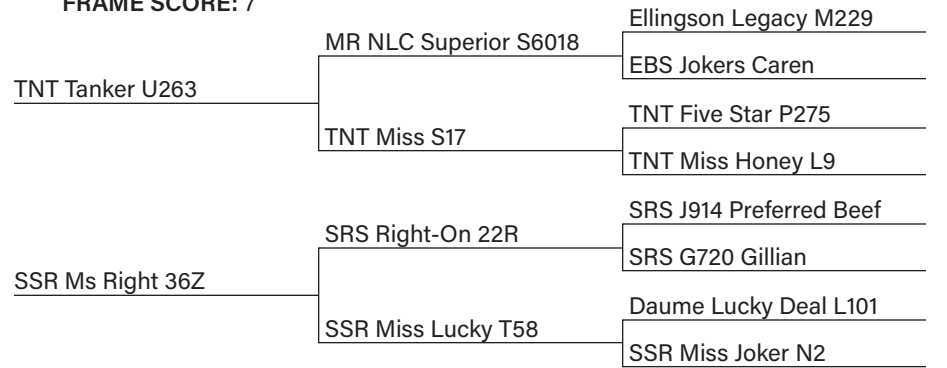 FRAME SCORE: 7
Ellingson Legacy M229
MR NLC Superior S6018
EBS Jokers Caren
TNT Tanker U263
TNT Five Star P275
TNT Miss S17
TNT Miss Honey L9
SRS J914 Preferred Beef
SRS Right-On 22R
SRS G720 Gillian
SSR Ms Right 36Z
Daume Lucky Deal L101
SSR Miss Lucky T58
SSR Miss Joker N2